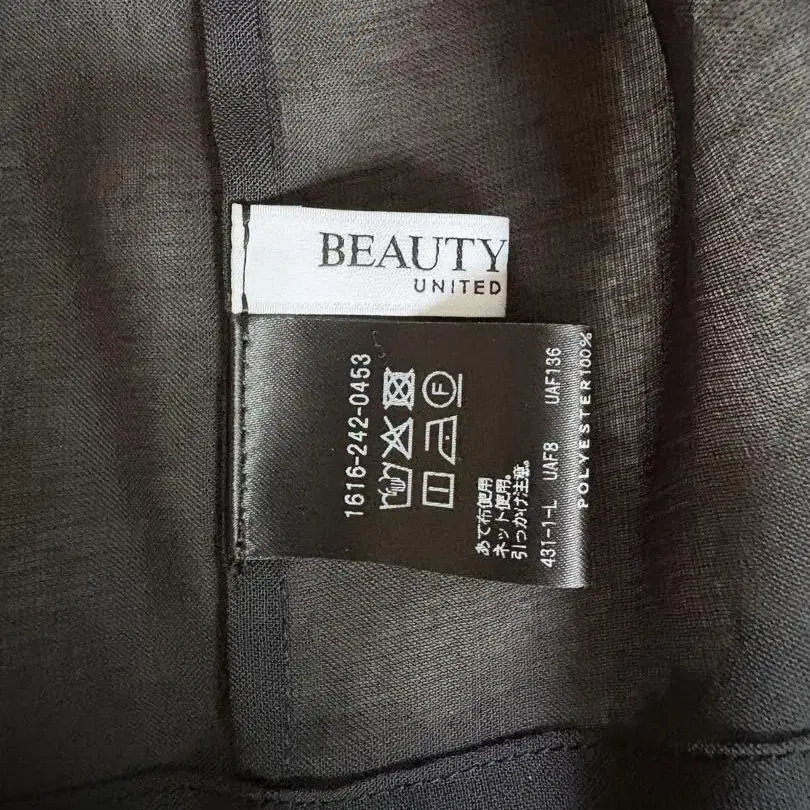 BEAUTY
UNITED
1616-242-0453
F
あて布使用
ネット使用。
引っかけ注意。
431-1-L UAF8 UAF136
POLYESTER100%